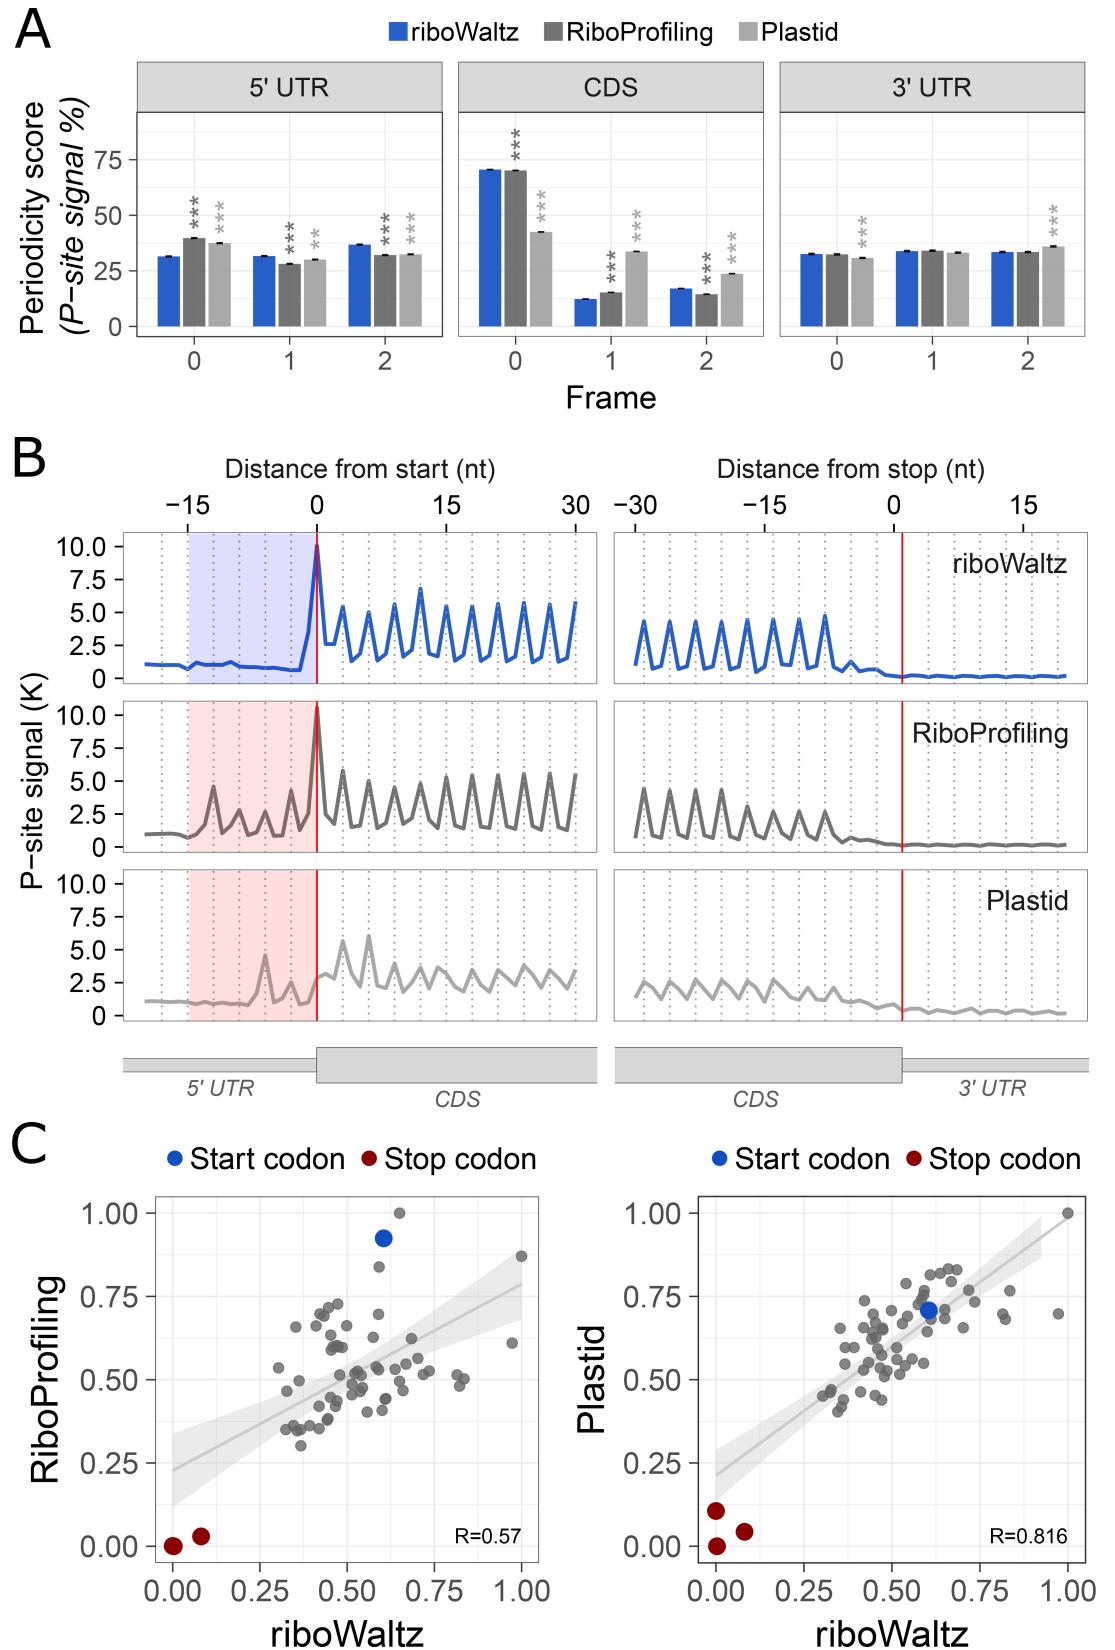 A
riboWaltz RiboProfiling Plastid
5' UTR CDS 3' UTR
Periodicity score
(P−site signal %)
75
50
25
0
*** *** *** ** *** ***
*** *** *** *** *** ***
*** ***
0 1 2 0 1 2 0 1 2
Frame
B
Distance from start (nt) Distance from stop (nt)
−15 0 15 30 −30 −15 0 15
P−site signal (K)
10.0
7.5
5.0
2.5
0
riboWaltz
10.0
7.5
5.0
2.5
0
RiboProfiling
10.0
7.5
5.0
2.5
0
Plastid
5' UTR CDS CDS 3' UTR
C
Start codon Stop codon Start codon Stop codon
RiboProfiling
1.00
0.75
0.50
0.25
0.00
R=0.57
0.00 0.25 0.50 0.75 1.00
riboWaltz
Plastid
1.00
0.75
0.50
0.25
0.00
R=0.816
0.00 0.25 0.50 0.75 1.00
riboWaltz